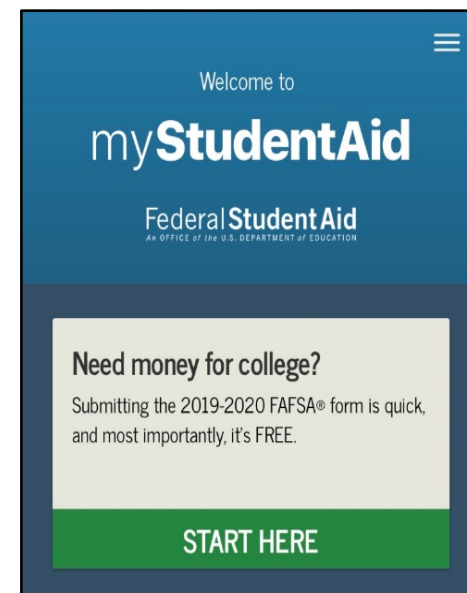 Welcome to
myStudentAid
Federal Student Aid
An OFFICE of the U.S. DEPARTMENT of EDUCATION
Need money for college?
Submitting the 2019-2020 FAFSA® form is quick,
and most importantly, it's FREE.
START HERE